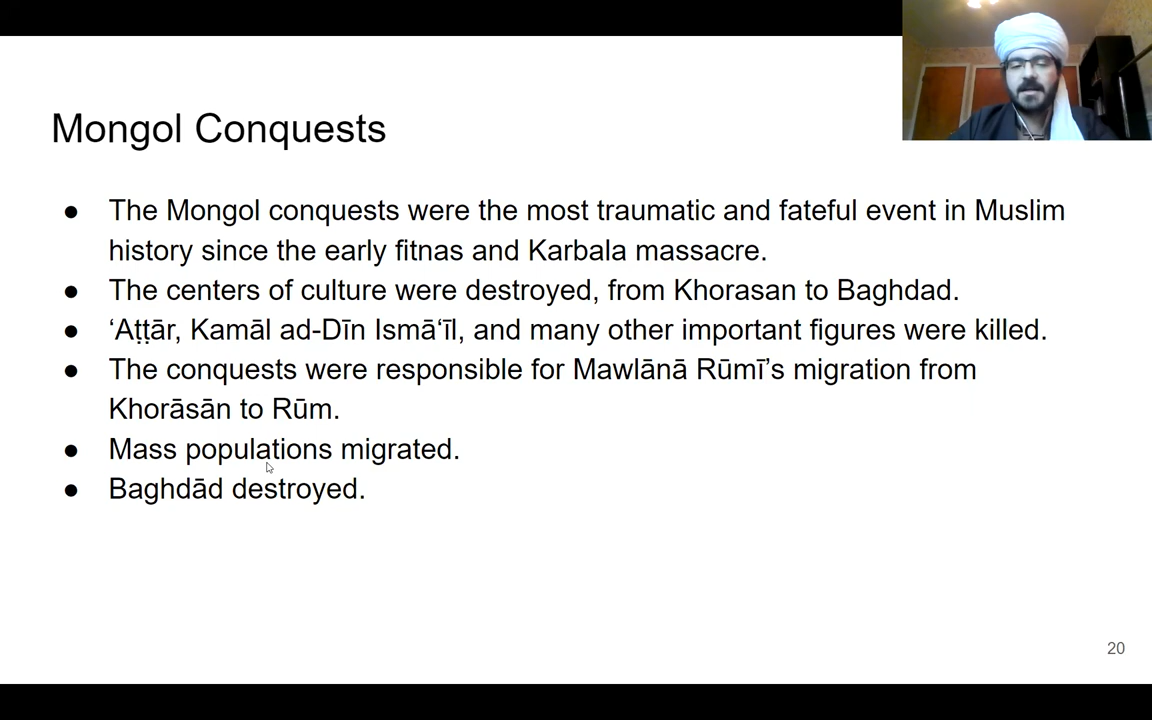 Mongol Conquests
● The Mongol conquests were the most traumatic and fateful event in Muslim
history since the early fitnas and Karbala massacre.
● The centers of culture were destroyed, from Khorasan to Baghdad.
● ‘Aṭṭār, Kamāl ad-Dīn Ismā‘īl, and many other important figures were killed.
● The conquests were responsible for Mawlānā Rūmī’s migration from
Khorāsān to Rūm.
● Mass populations migrated.
● Baghdād destroyed.
20